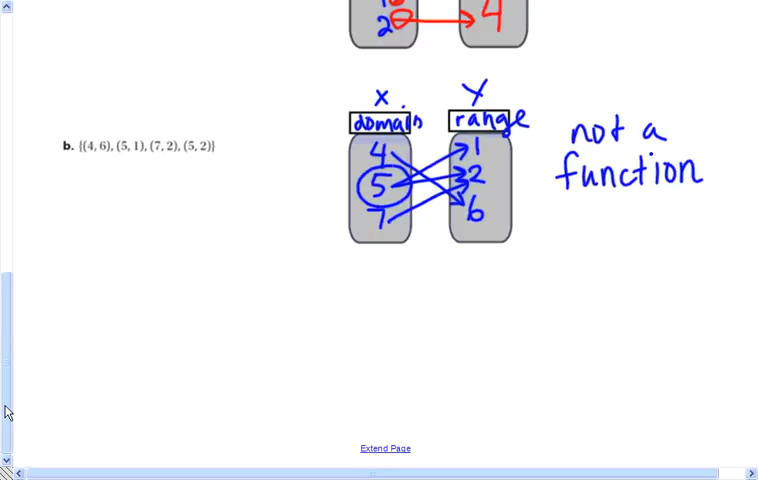 2
4
X
Y
domain
range
b. {(4, 6), (5, 1), (7, 2), (5, 2)}
4
1
5
2
7
6
not a
function
Extend Page